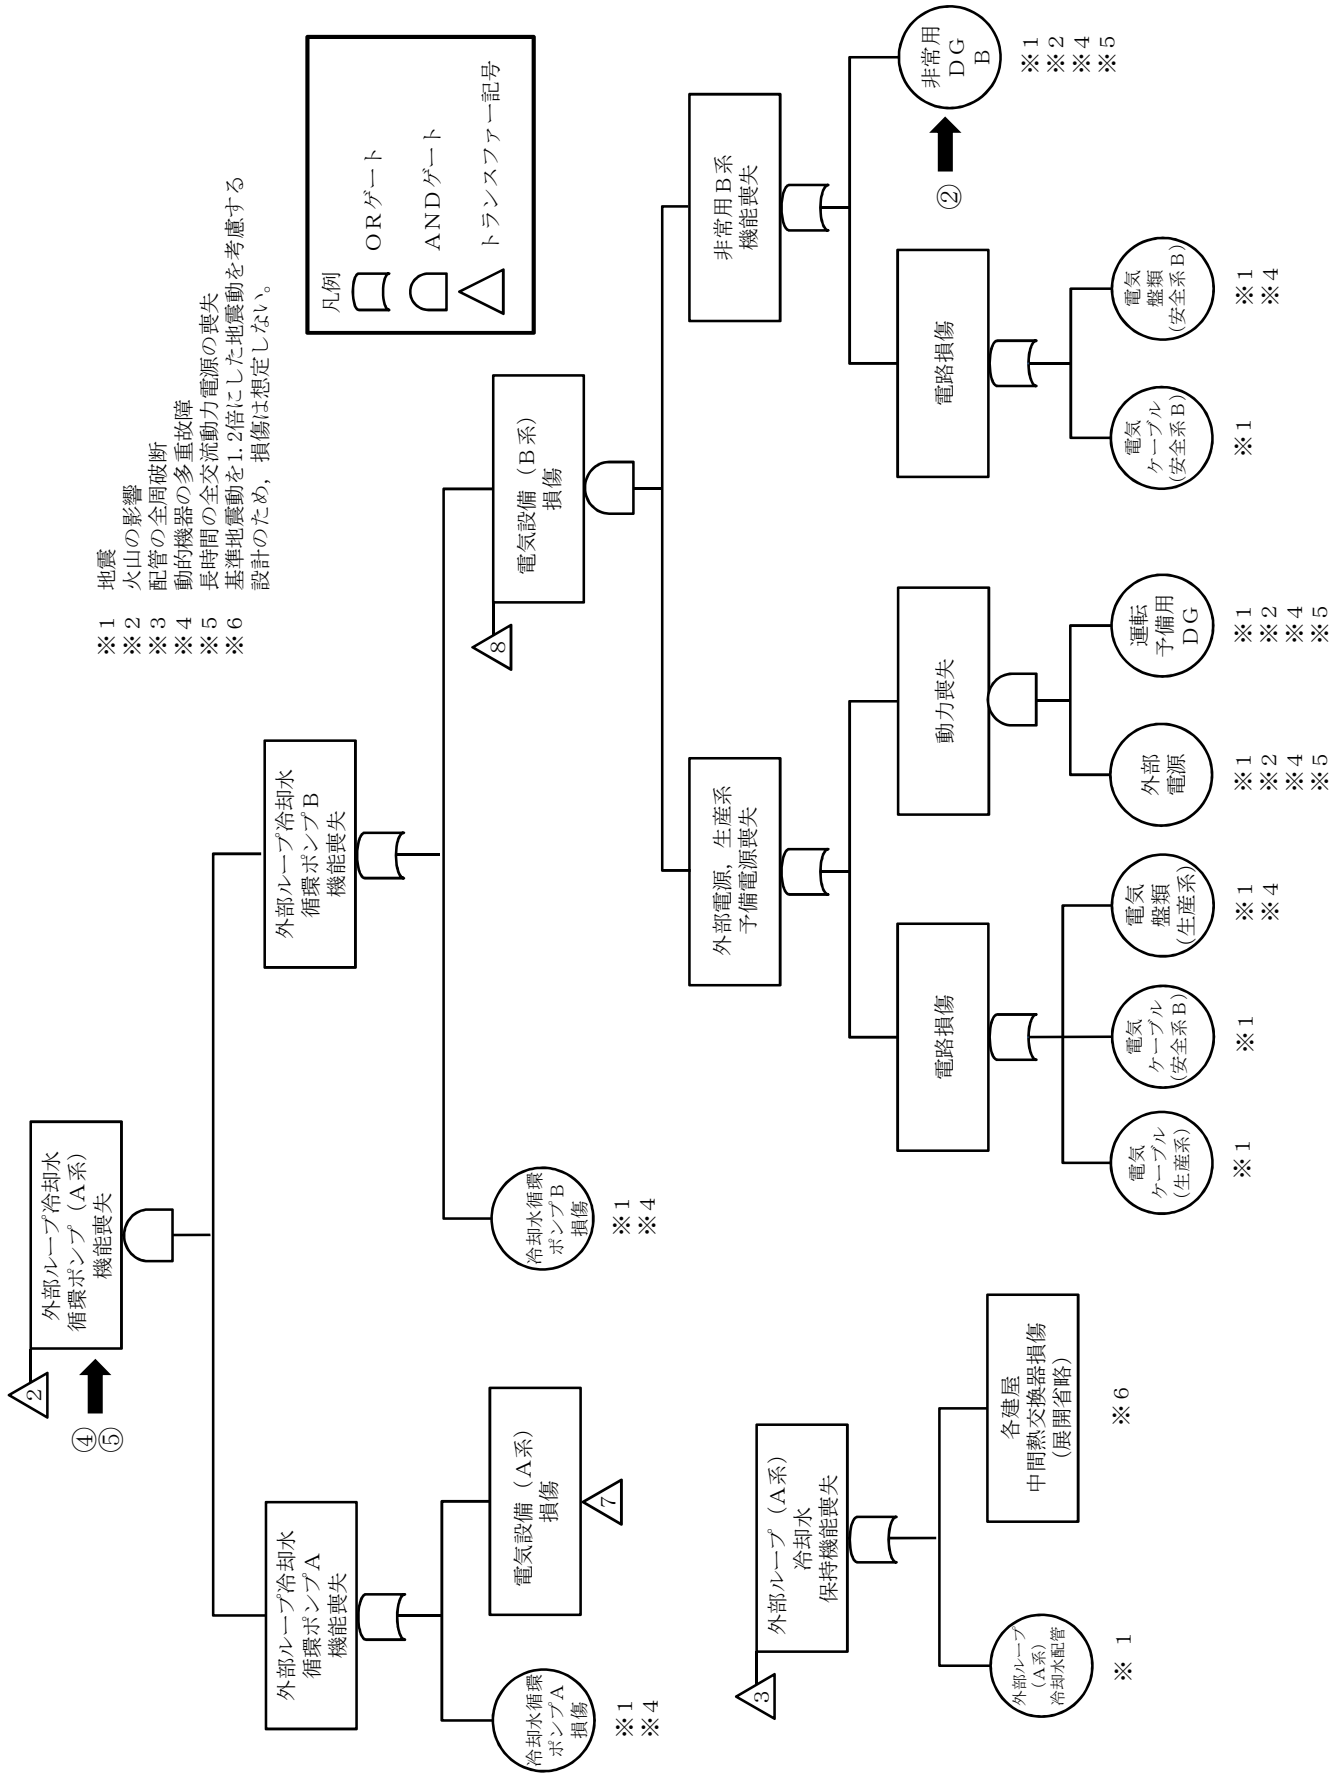 ※1 地震
※2 火山の影響
※3 配管の全周破断
※4 動的機器の多重故障
※5 長時間の全交流動力電源の喪失
※6 基準地震動を1.2倍にした地震動を考慮する
設計のため，損傷は想定しない。
凡例
ORゲート
ANDゲート
トランスファー記号
2
④
⑤
外部ループ冷却水
循環ポンプ（A系）
機能喪失
外部ループ冷却水
循環ポンプA
機能喪失
外部ループ冷却水
循環ポンプB
機能喪失
冷却水循環
ポンプA
損傷
※1
※4
電気設備（A系）
損傷
7
冷却水循環
ポンプB
損傷
※1
※4
8
電気設備（B系）
損傷
外部電源，生産系
予備電源喪失
非常用B系
機能喪失
電路損傷
動力喪失
電路損傷
②
非常用
DG
B
※1
※2
※4
※5
電気
ケーブル
(生産系)
※1
電気
ケーブル
(安全系B)
※1
電気
盤類
(生産系)
※1
※4
外部
電源
※1
※2
※4
※5
運転
予備用
DG
※1
※2
※4
※5
電気
ケーブル
(安全系B)
※1
電気
盤類
(安全系B)
※1
※4
3
外部ループ（A系）
冷却水
保持機能喪失
外部ループ
（A系）
冷却水配管
※1
各建屋
中間熱交換器損傷
（展開省略）
※6